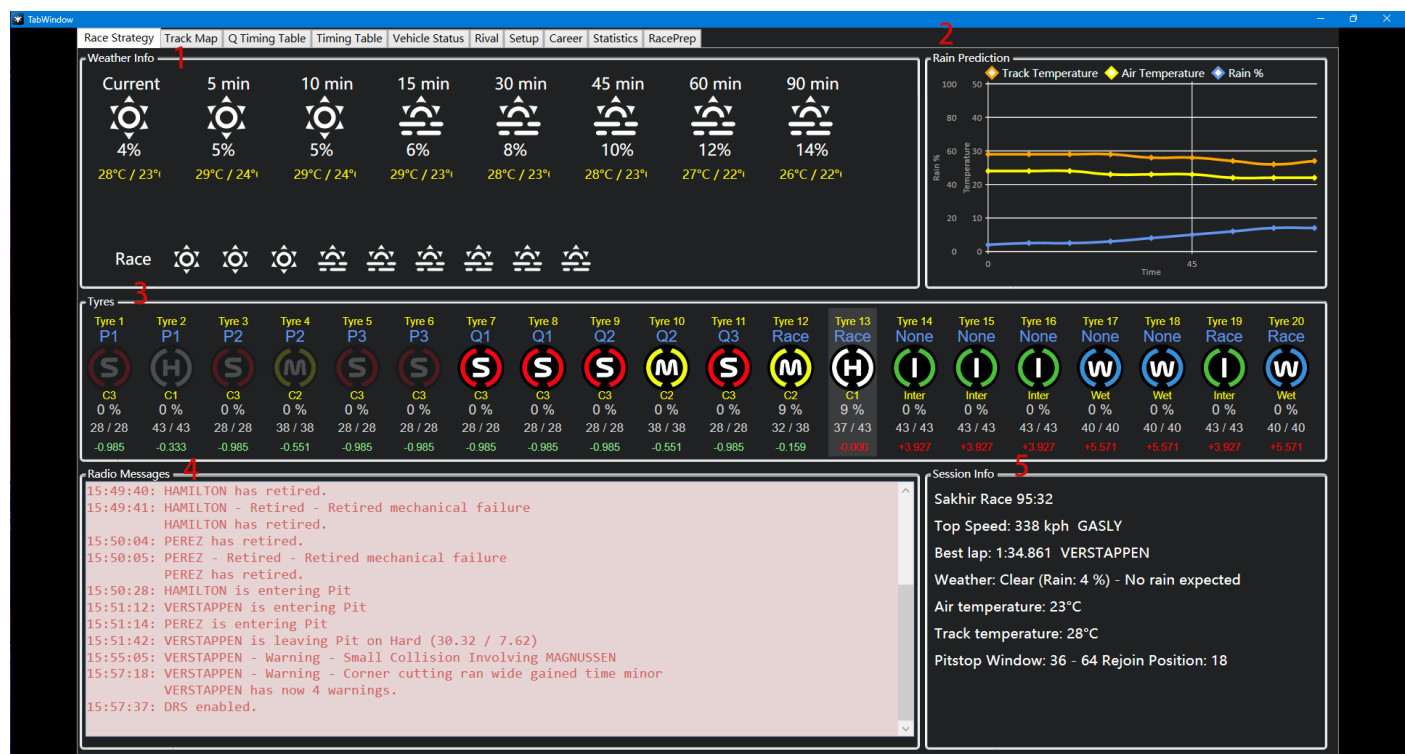 TabWindow
Race Strategy Track Map Q Timing Table Timing Table Vehicle Status Rival Setup Career Statistics RacePrep
1
Weather Info
Current 5 min 10 min 15 min 30 min 45 min 60 min 90 min
4% 5% 5% 6% 8% 10% 12% 14%
28°C / 23° 29°C / 24° 29°C / 24° 29°C / 23° 28°C / 23° 28°C / 23° 27°C / 22° 26°C / 22°
Race
2
Rain Prediction
Track Temperature Air Temperature Rain %
100 50
80 40
60 30
40 20
20 10
0 0
Rain %
Temperature
0 45
Time
3
Tyres
Tyre 1 Tyre 2 Tyre 3 Tyre 4 Tyre 5 Tyre 6 Tyre 7 Tyre 8 Tyre 9 Tyre 10 Tyre 11 Tyre 12 Tyre 13 Tyre 14 Tyre 15 Tyre 16 Tyre 17 Tyre 18 Tyre 19 Tyre 20
P1 P1 P2 P2 P3 P3 Q1 Q1 Q2 Q2 Q3 Race Race None None None None None Race Race
S H S M S S S S S M S M H I I I W W I W
C3 C1 C3 C2 C3 C3 C3 C3 C3 C2 C3 C2 C1 Inter Inter Inter Wet Wet Inter Wet
0 % 0 % 0 % 0 % 0 % 0 % 0 % 0 % 0 % 0 % 0 % 9 % 9 % 0 % 0 % 0 % 0 % 0 % 0 % 0 %
28 / 28 43 / 43 28 / 28 38 / 38 28 / 28 28 / 28 28 / 28 28 / 28 28 / 28 38 / 38 28 / 28 32 / 38 37 / 43 43 / 43 43 / 43 43 / 43 40 / 40 40 / 40 43 / 43 40 / 40
-0.985 -0.333 -0.985 -0.551 -0.985 -0.985 -0.985 -0.985 -0.985 -0.551 -0.985 -0.159 -0.000 +3.927 +3.927 +3.927 +5.571 +5.571 +3.927 +5.571
4
Radio Messages
15:49:40: HAMILTON has retired.
15:49:41: HAMILTON - Retired - Retired mechanical failure
HAMILTON has retired.
15:50:04: PEREZ has retired.
15:50:05: PEREZ - Retired - Retired mechanical failure
PEREZ has retired.
15:50:28: HAMILTON is entering Pit
15:51:12: VERSTAPPEN is entering Pit
15:51:14: PEREZ is entering Pit
15:51:42: VERSTAPPEN is leaving Pit on Hard (30.32 / 7.62)
15:55:05: VERSTAPPEN - Warning - Small Collision Involving MAGNUSSEN
15:57:18: VERSTAPPEN - Warning - Corner cutting ran wide gained time minor
VERSTAPPEN has now 4 warnings.
15:57:37: DRS enabled.
5
Session Info
Sakhir Race 95:32
Top Speed: 338 kph GASLY
Best lap: 1:34.861 VERSTAPPEN
Weather: Clear (Rain: 4 %) - No rain expected
Air temperature: 23°C
Track temperature: 28°C
Pitstop Window: 36 - 64 Rejoin Position: 18